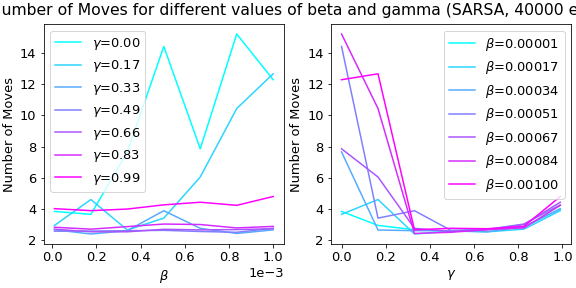 umber of Moves for different values of beta and gamma (SARSA, 40000 e
Number of Moves
14
12
10
8
6
4
2
γ=0.00
γ=0.17
γ=0.33
γ=0.49
γ=0.66
γ=0.83
γ=0.99
0.0 0.2 0.4 0.6 0.8 1.0
1e−3
β
Number of Moves
14
12
10
8
6
4
2
β=0.00001
β=0.00017
β=0.00034
β=0.00051
β=0.00067
β=0.00084
β=0.00100
0.0 0.2 0.4 0.6 0.8 1.0
γ